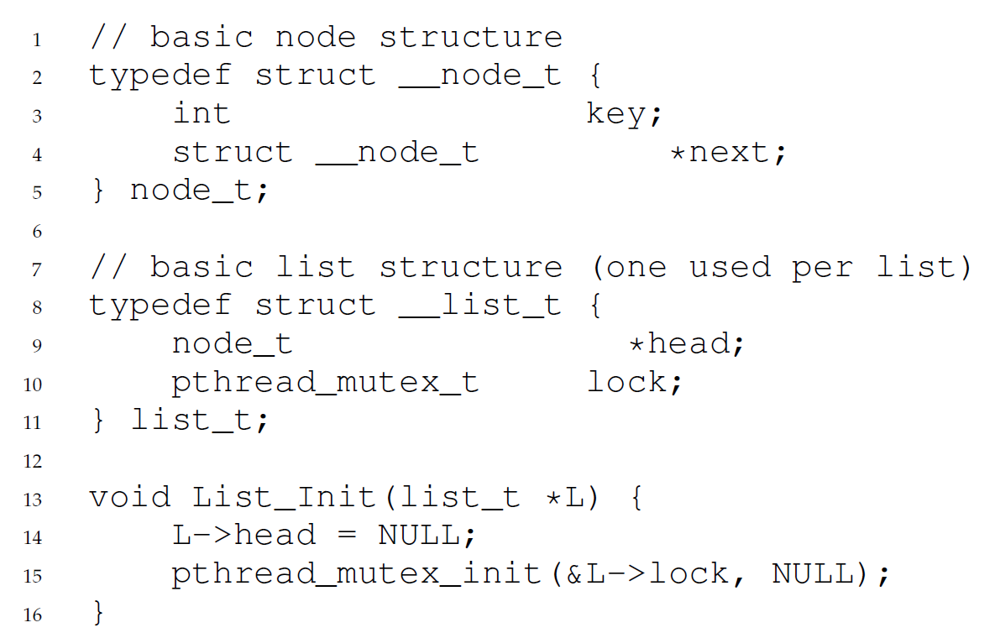 1 // basic node structure
2 typedef struct __node_t {
3 int key;
4 struct __node_t *next;
5 } node_t;
6
7 // basic list structure (one used per list)
8 typedef struct __list_t {
9 node_t *head;
10 pthread_mutex_t lock;
11 } list_t;
12
13 void List_Init(list_t *L) {
14 L->head = NULL;
15 pthread_mutex_init(&L->lock, NULL);
16 }